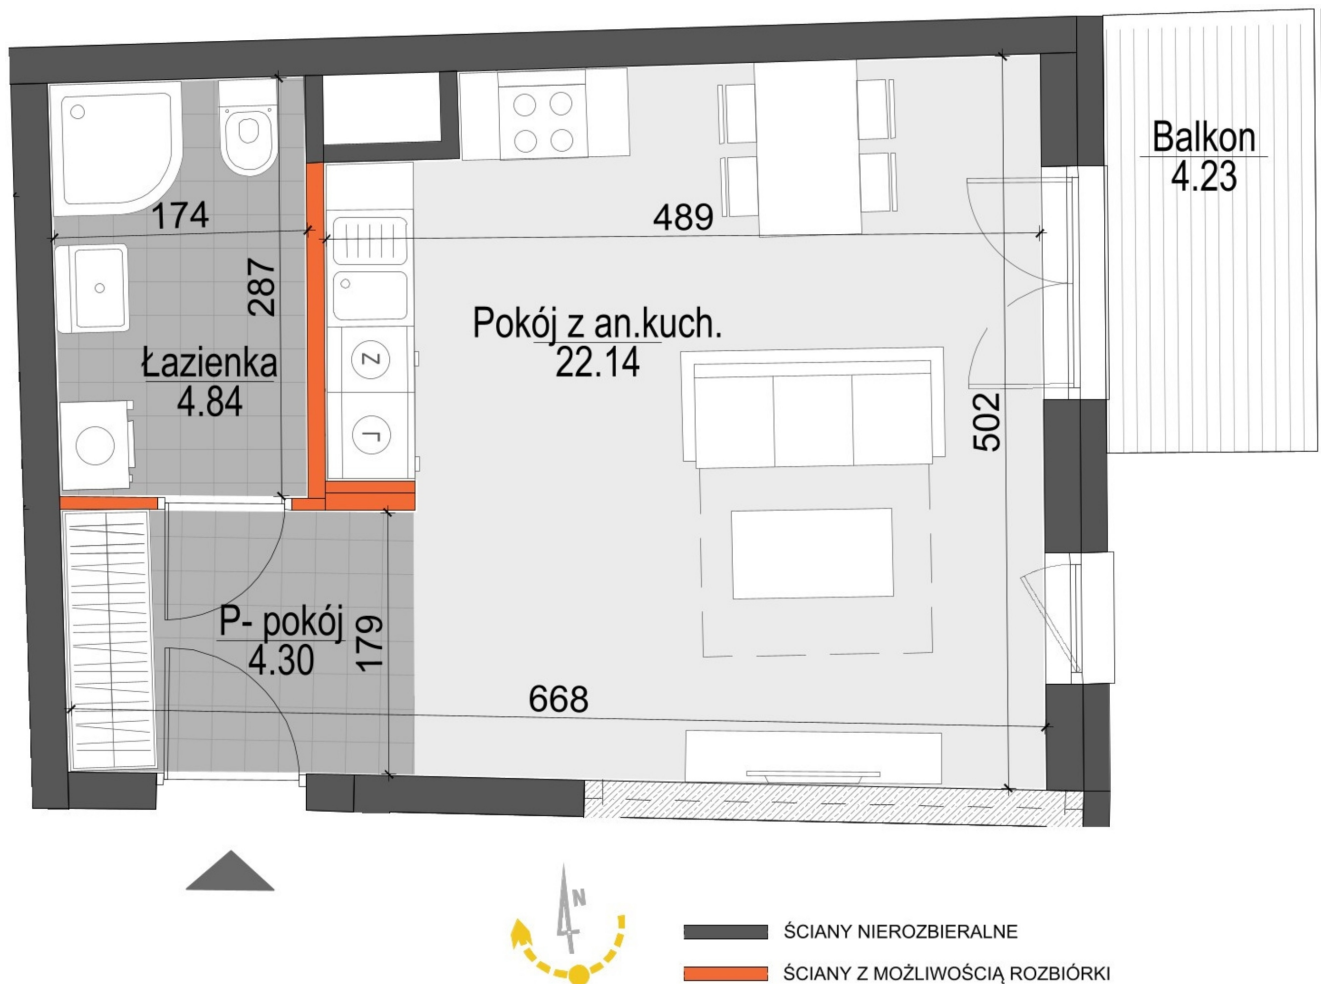 Balkon
4.23
174
489
287
Pokój z an.kuch.
22.14
Łazienka
4.84
Z
502
P- pokój
4.30
179
668
N
ŚCIANY NIEROZBIERALNE
ŚCIANY Z MOŻLIWOŚCIĄ ROZBIÓRKI